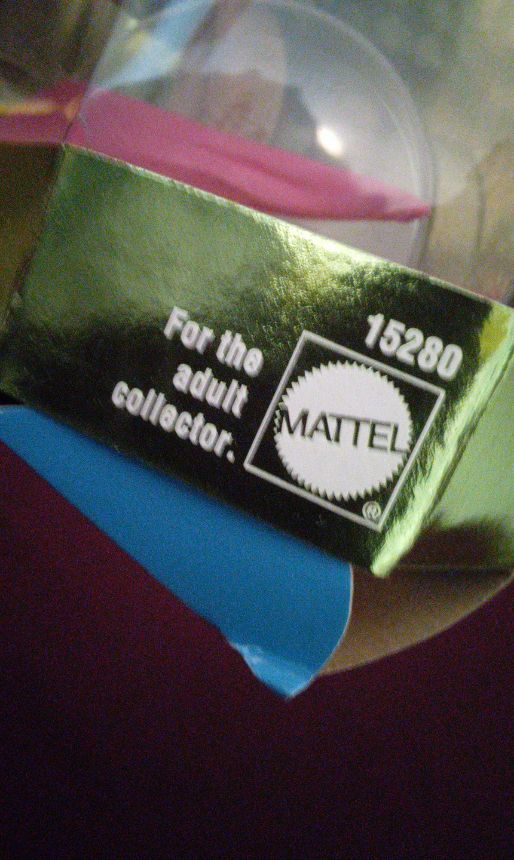 For the
adult
collector.
15280
MATTEL
®